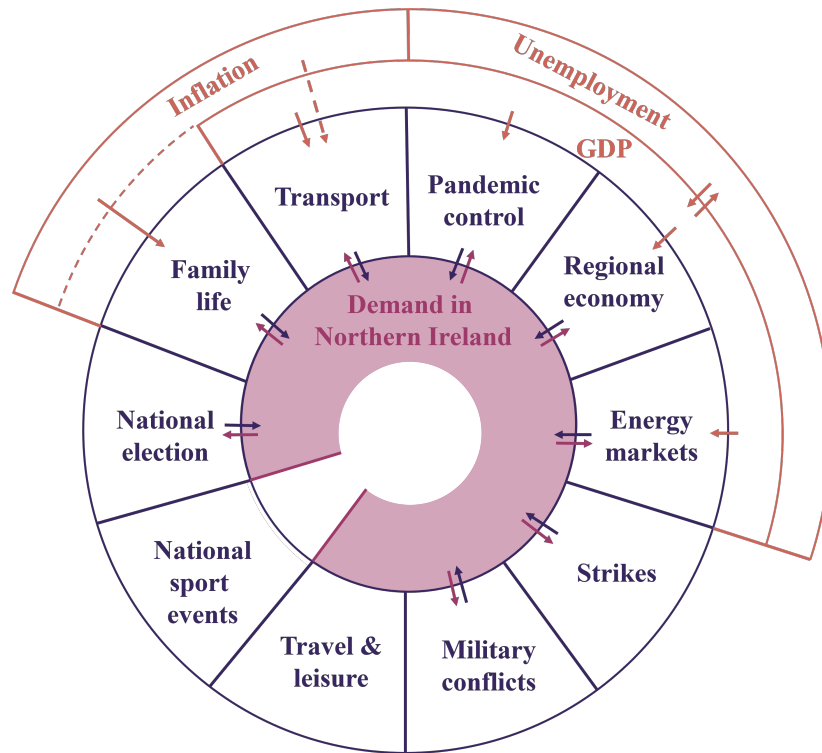 Inflation
Unemployment
GDP
Transport
Pandemic
control
Family
life
Regional
economy
Demand in
Northern Ireland
National
election
Energy
markets
National
sport
events
Strikes
Travel &
leisure
Military
conflicts